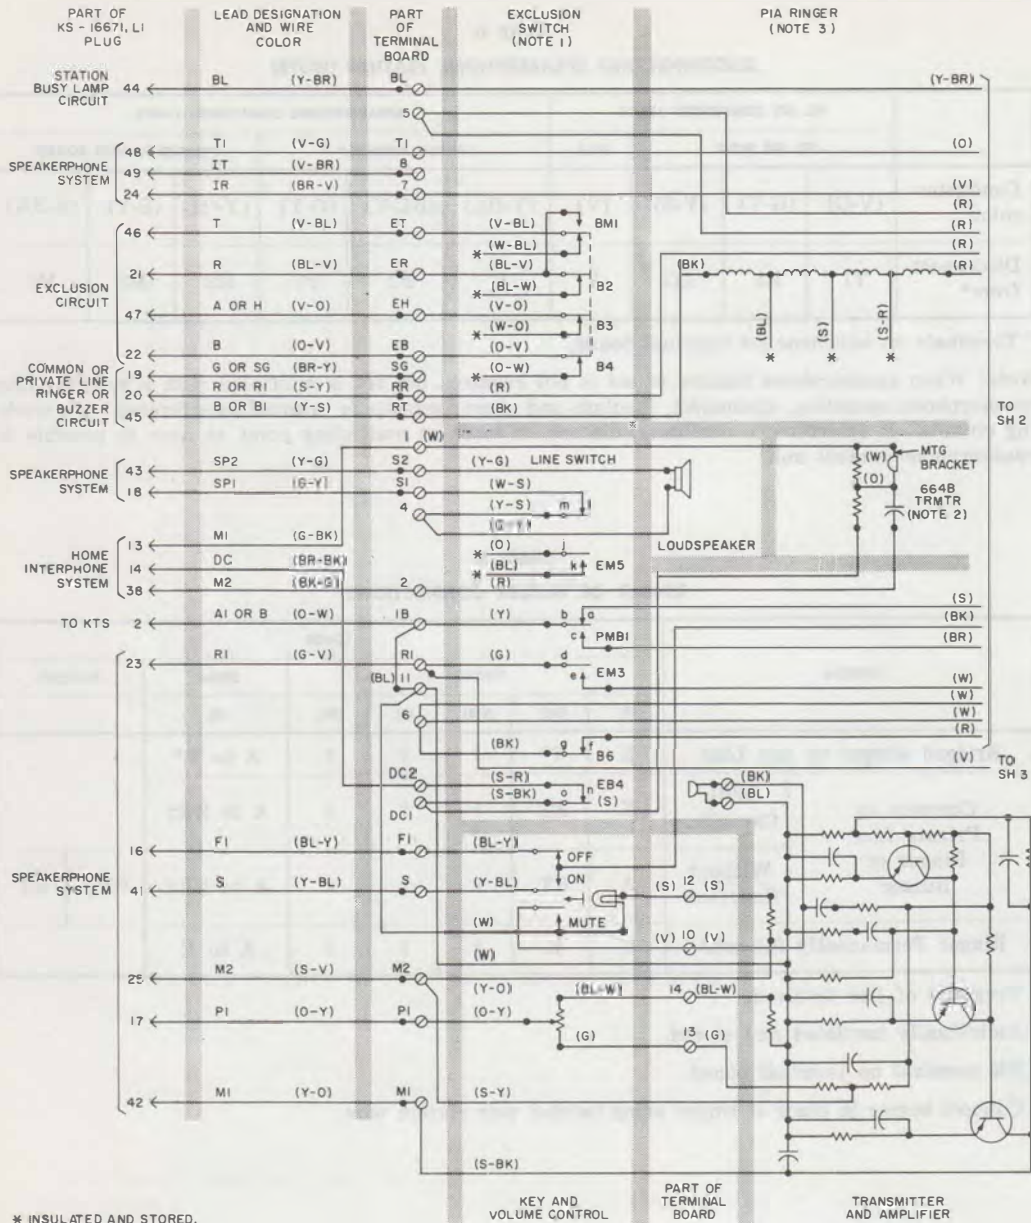 PART OF
KS - 16671, L1
PLUG
LEAD DESIGNATION
AND WIRE
COLOR
PART
OF
TERMINAL
BOARD
EXCLUSION
SWITCH
(NOTE 1)
P1A RINGER
(NOTE 3)
STATION
BUSY LAMP
CIRCUIT
44 BL (Y-BR) BL (Y-BR)
5
SPEAKERPHONE
SYSTEM
48 T1 (V-G) T1 (O)
49 IT (V-BR) 8
24 IR (BR-V) 7 (V)
(R)
(R)
(R)
(R)
EXCLUSION
CIRCUIT
46 T (V-BL) ET (V-BL) BM1
* (W-BL)
21 R (BL-V) ER (BL-V) (BK)
* (BL-W) B2
47 A OR H (V-O) EH (V-O)
* (W-O) B3
22 B (O-V) EB (O-V)
(BL) (S) (S-R)
* * *
COMMON OR
PRIVATE LINE
RINGER OR
BUZZER
CIRCUIT
19 G OR SG (BR-Y) SG * (O-W) B4
20 R OR R1 (S-Y) RR (R)
45 B OR B1 (Y-S) RT (BK)
TO
SH 2
1 (W)
SPEAKERPHONE
SYSTEM
43 SP2 (Y-G) S2 (Y-G) LINE SWITCH
18 SP1 (G-Y) S1 (W-S)
4 (Y-S) m l
(G-Y)
LOUDSPEAKER
(W)
(O)
MTG
BRACKET
664B
TRMTR
(NOTE 2)
HOME
INTERPHONE
SYSTEM
13 M1 (G-BK)
14 DC (BR-BK)
38 M2 (BK-G) 2 (R)
* (O) j
* (BL) k EM5
TO KTS 2 A1 OR B (O-W) 1B (Y) b a
c PMB1
(S)
(BK)
(BR)
SPEAKERPHONE
SYSTEM
23 R1 (G-V) R1 (G) d
e EM3
(BL) 11
(W)
(W)
(W)
(R)
6
(BK) g f
B6
(V) TO
SH 3
DC2 (S-R) EB4
DC1 (S-BK) o n (S)
(BK)
(BL)
16 F1 (BL-Y) F1 (BL-Y) OFF
41 S (Y-BL) S (Y-BL) ON
(S) 12 (S)
(W) MUTE
(V) 10 (V)
(W)
25 M2 (S-V) M2
(Y-O) (BL-W) 14 (BL-W)
17 P1 (O-Y) P1 (O-Y)
(G) 13 (G)
42 M1 (Y-O) M1 (S-Y)
(S-BK)
KEY AND
VOLUME CONTROL
PART OF
TERMINAL
BOARD
TRANSMITTER
AND AMPLIFIER
* INSULATED AND STORED.